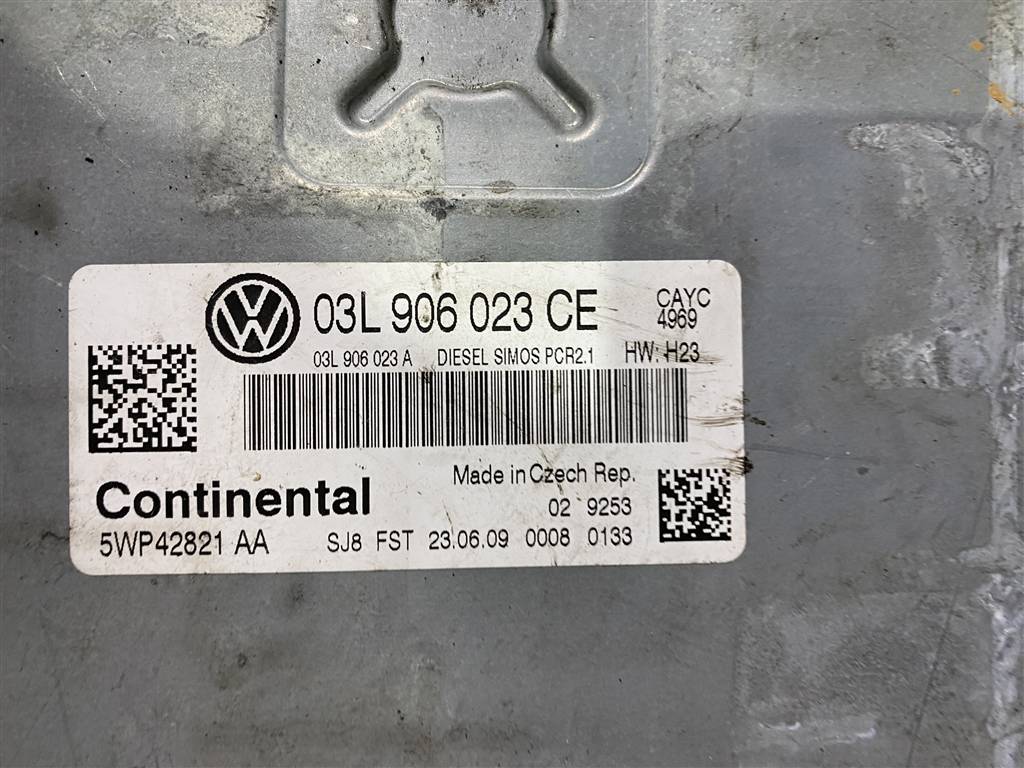 03L 906 023 CE
CAYC
4969
03L 906 023 A DIESEL SIMOS PCR2.1 HW: H23
Made in Czech Rep.
Continental
02 9253
5WP42821 AA SJ8 FST 23.06.09 0008 0133